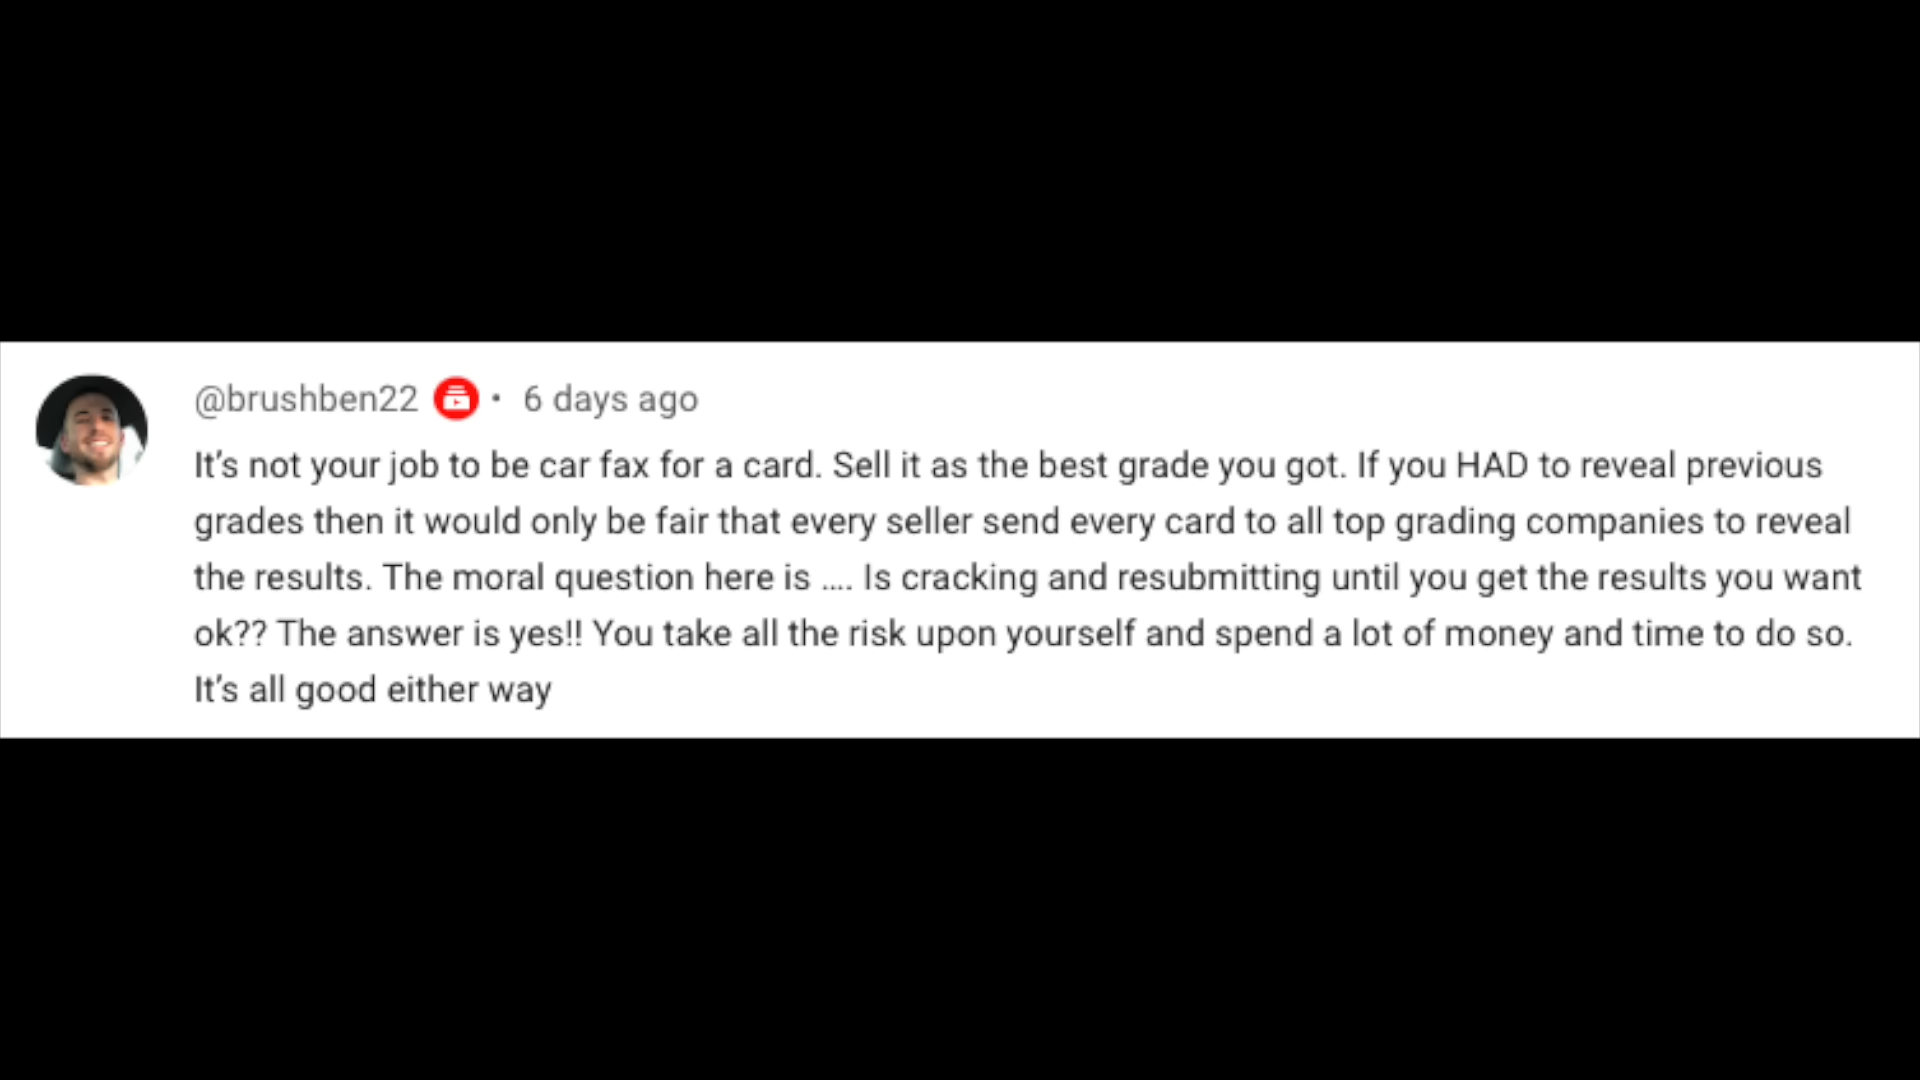 @brushben22 • 6 days ago
It's not your job to be car fax for a card. Sell it as the best grade you got. If you HAD to reveal previous
grades then it would only be fair that every seller send every card to all top grading companies to reveal
the results. The moral question here is .... Is cracking and resubmitting until you get the results you want
ok?? The answer is yes!! You take all the risk upon yourself and spend a lot of money and time to do so.
It's all good either way